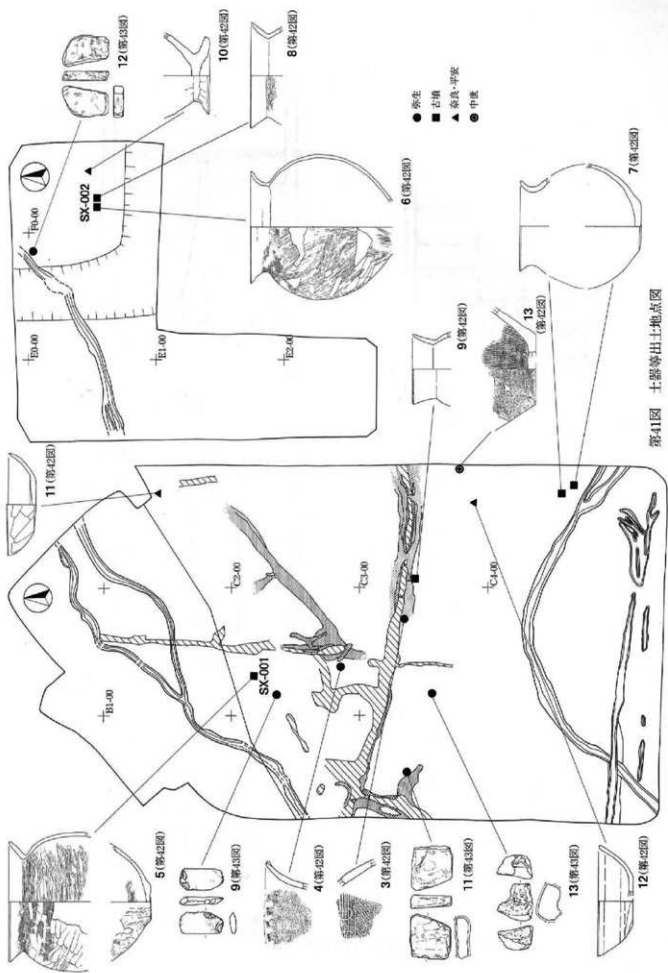 12(第43図)
10(第42図)
8(第42図)
● 弥生
■ 古墳
▲ 奈良・平安
◉ 中世
SX-002
F0-00
E0-00
E1-00
E2-00
6(第42図)
7(第42図)
9(第42図)
13
(第42図)
11(第42図)
C2-00
C3-00
C4-00
B1-00
SX-001
5(第42図)
9(第43図)
4(第42図)
3(第42図)
11(第43図)
13(第43図)
12(第42図)
第41図 土器等出土地点図